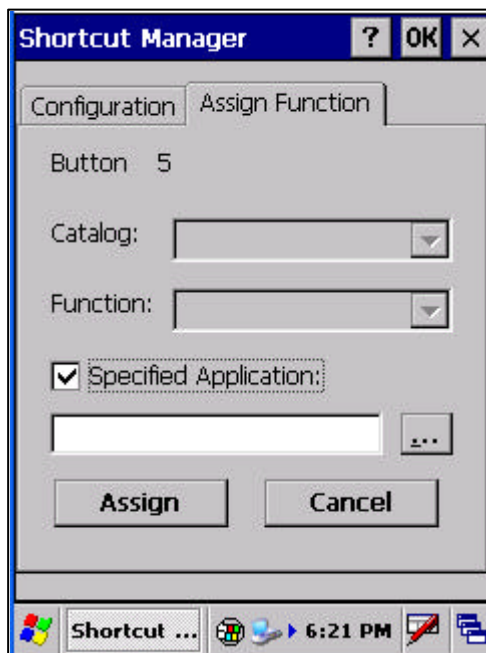 Shortcut Manager ? OK ×
Configuration Assign Function
Button 5
Catalog:
Function:
Specified Application:
...
Assign Cancel
Shortcut ... 6:21 PM